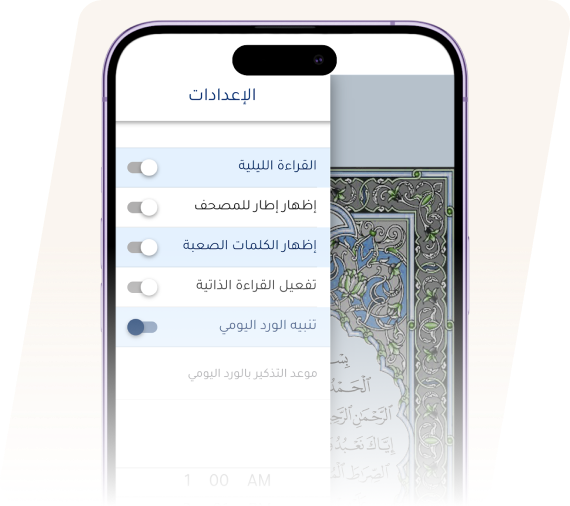 الإعدادات
القراءة الليلية
إظهار إطار للمصحف
إظهار الكلمات الصعبة
تفعيل القراءة الذاتية
تنبيه الورد اليومي
موعد التذكير بالورد اليومي
1 00 AM